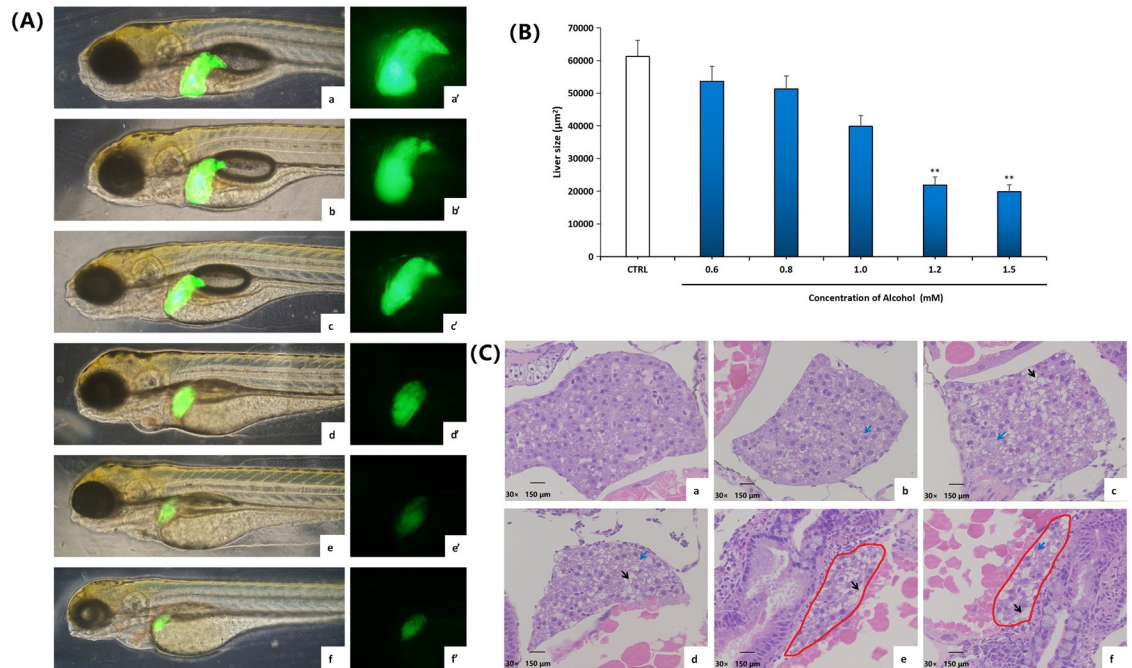 (A)
a
a′
b
b′
c
c′
d
d′
e
e′
f
f′
(B)
Liver size (μm²)
70000
60000
50000
40000
30000
20000
10000
0
**
**
CTRL 0.6 0.8 1.0 1.2 1.5
Concentration of Alcohol (mM)
(C)
30× 150 μm a
30× 150 μm b
30× 150 μm c
30× 150 μm d
30× 150 μm e
30× 150 μm f